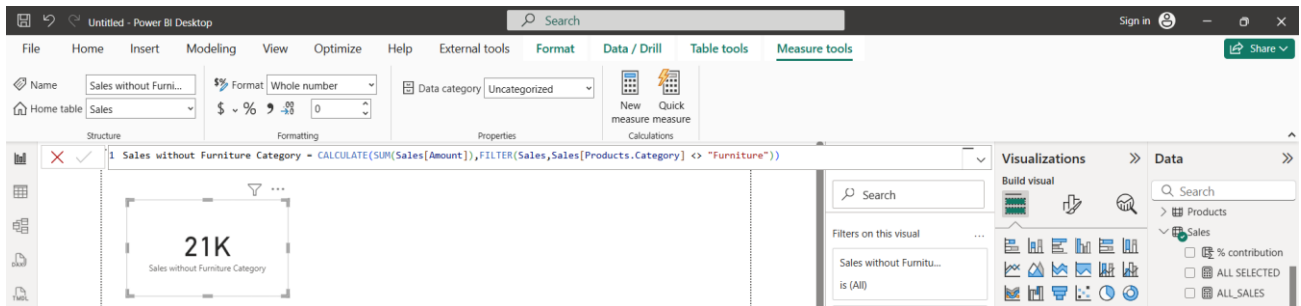 Untitled - Power BI Desktop
Search
Sign in
File Home Insert Modeling View Optimize Help External tools Format Data / Drill Table tools Measure tools
Share
Name Sales without Furni...
$% Format Whole number
Data category Uncategorized
New measure
Quick measure
Home table Sales
$ % 0
Structure
Formatting
Properties
Calculations
1 Sales without Furniture Category = CALCULATE(SUM(Sales[Amount]),FILTER(Sales,Sales[Products.Category] <> "Furniture"))
21K
Sales without Furniture Category
Search
Filters on this visual
Sales without Furnitu...
is (All)
Visualizations
Build visual
Data
Search
Products
Sales
% contribution
ALL SELECTED
ALL_SALES